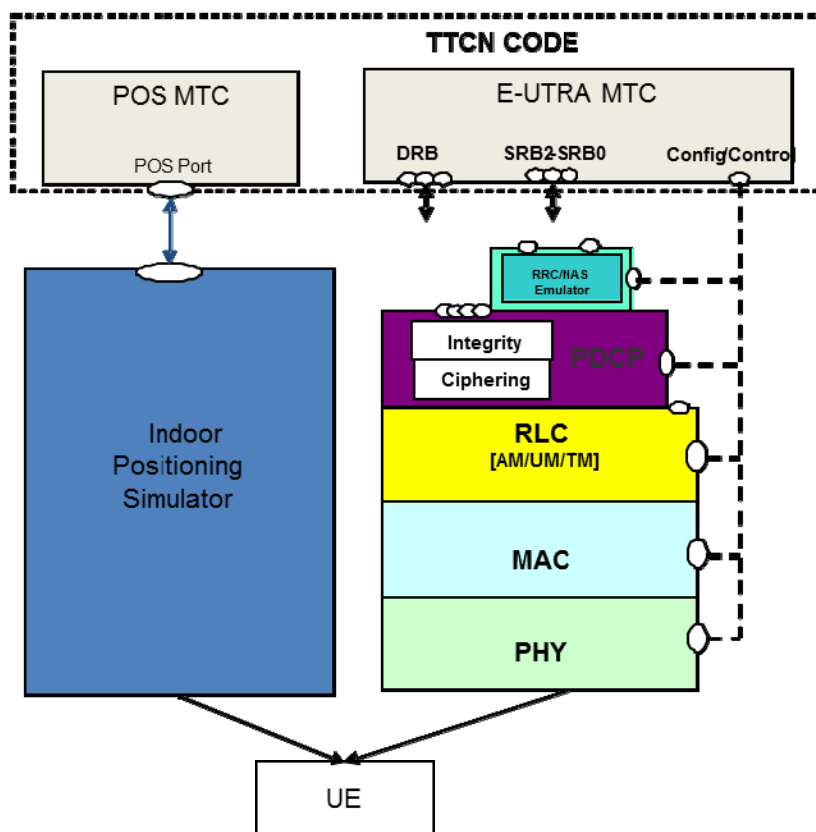 TTCN CODE
POS MTC
POS Port
E-UTRA MTC
DRB
SRB2-SRB0
Config/Control
RRC/NAS
Emulator
Integrity
Ciphering
PDCP
Indoor
Positioning
Simulator
RLC
[AM/UM/TM]
MAC
PHY
UE